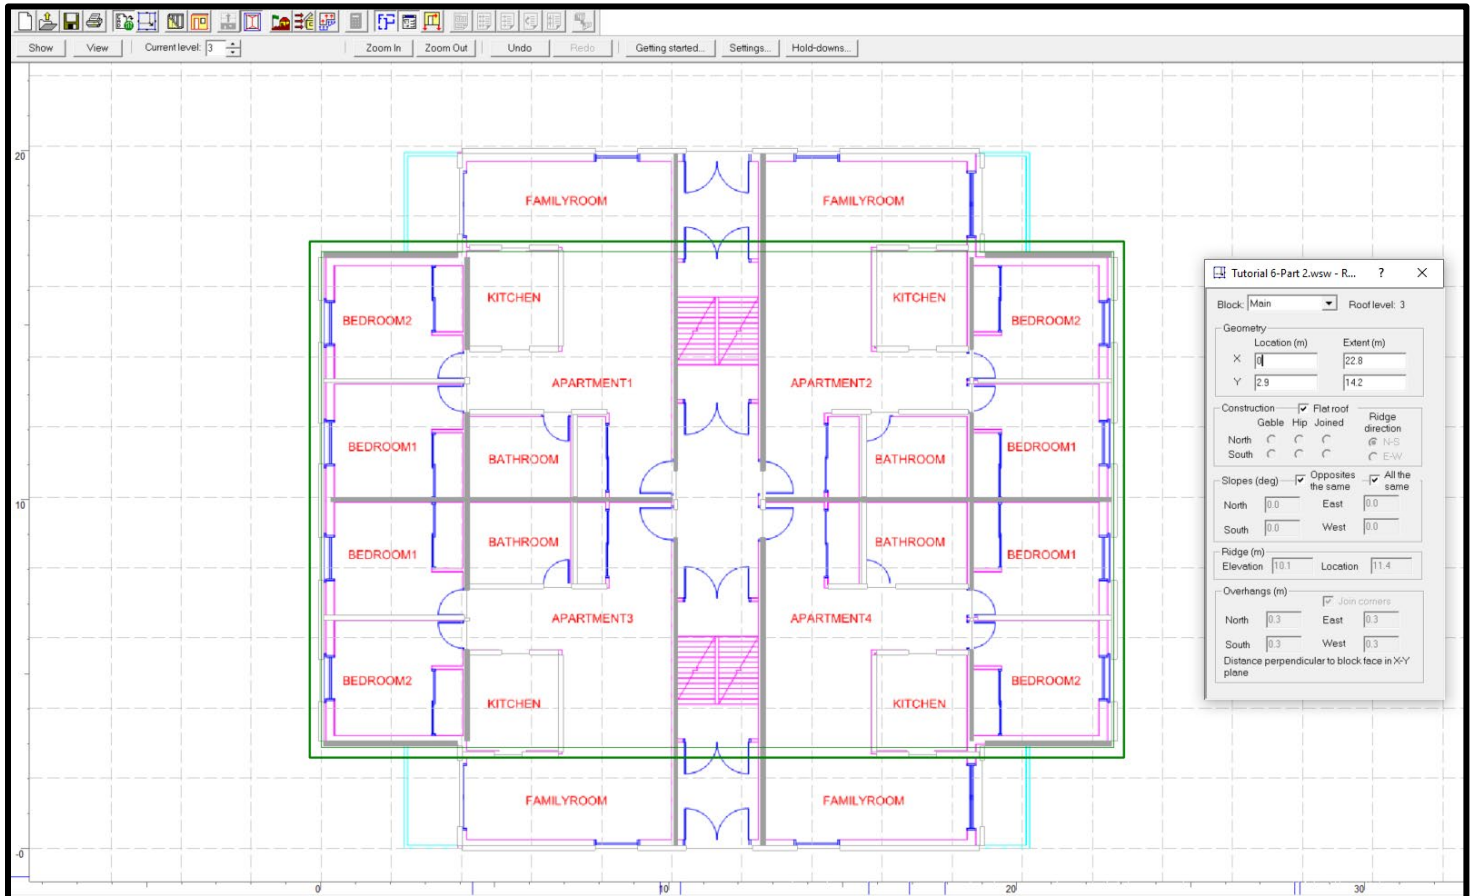 Show View Current level: 3 Zoom In Zoom Out Undo Redo Getting started... Settings... Hold-downs...
20
FAMILYROOM FAMILYROOM
KITCHEN KITCHEN
BEDROOM2 BEDROOM2
APARTMENT1 APARTMENT2
BEDROOM1 BEDROOM1
BATHROOM BATHROOM
10
BATHROOM BATHROOM
BEDROOM1 BEDROOM1
APARTMENT3 APARTMENT4
BEDROOM2 BEDROOM2
KITCHEN KITCHEN
FAMILYROOM FAMILYROOM
-0
0 10 20 30
Tutorial 6-Part 2.wsw - R... ?
Block: Main Roof level: 3
Geometry
Location (m) Extent (m)
X 0 22.8
Y 2.9 14.2
Construction Flat roof Ridge
Gable Hip Joined direction
North N-S
South E-W
Slopes (deg) Opposites the same All the same
North 0.0 East 0.0
South 0.0 West 0.0
Ridge (m)
Elevation 10.1 Location 11.4
Overhangs (m)
Join corners
North 0.3 East 0.3
South 0.3 West 0.3
Distance perpendicular to block face in X-Y
plane